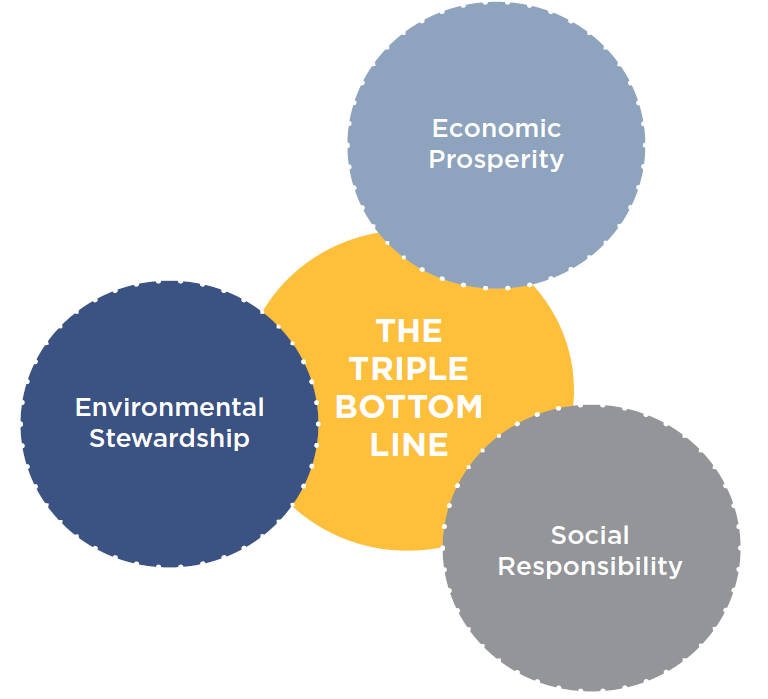 Economic
Prosperity
THE
TRIPLE
BOTTOM
LINE
Environmental
Stewardship
Social
Responsibility